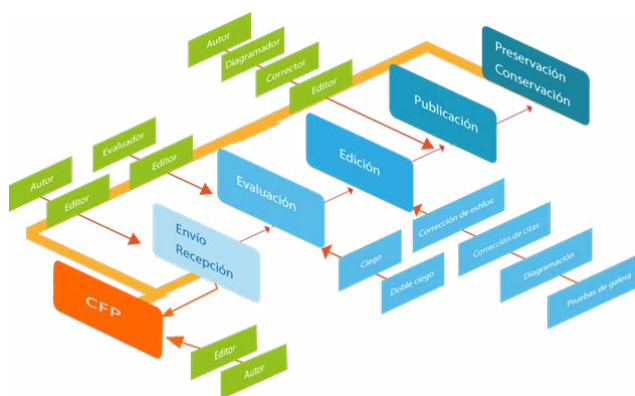 Autor
Diagramador
Corrector
Editor
Preservación
Conservación
Publicación
Evaluador
Editor
Edición
Autor
Editor
Evaluación
Envío
Recepción
Corrección de estilos
Corrección de citas
Diagramación
Pruebas de galera
Ciego
Doble ciego
CFP
Editor
Autor